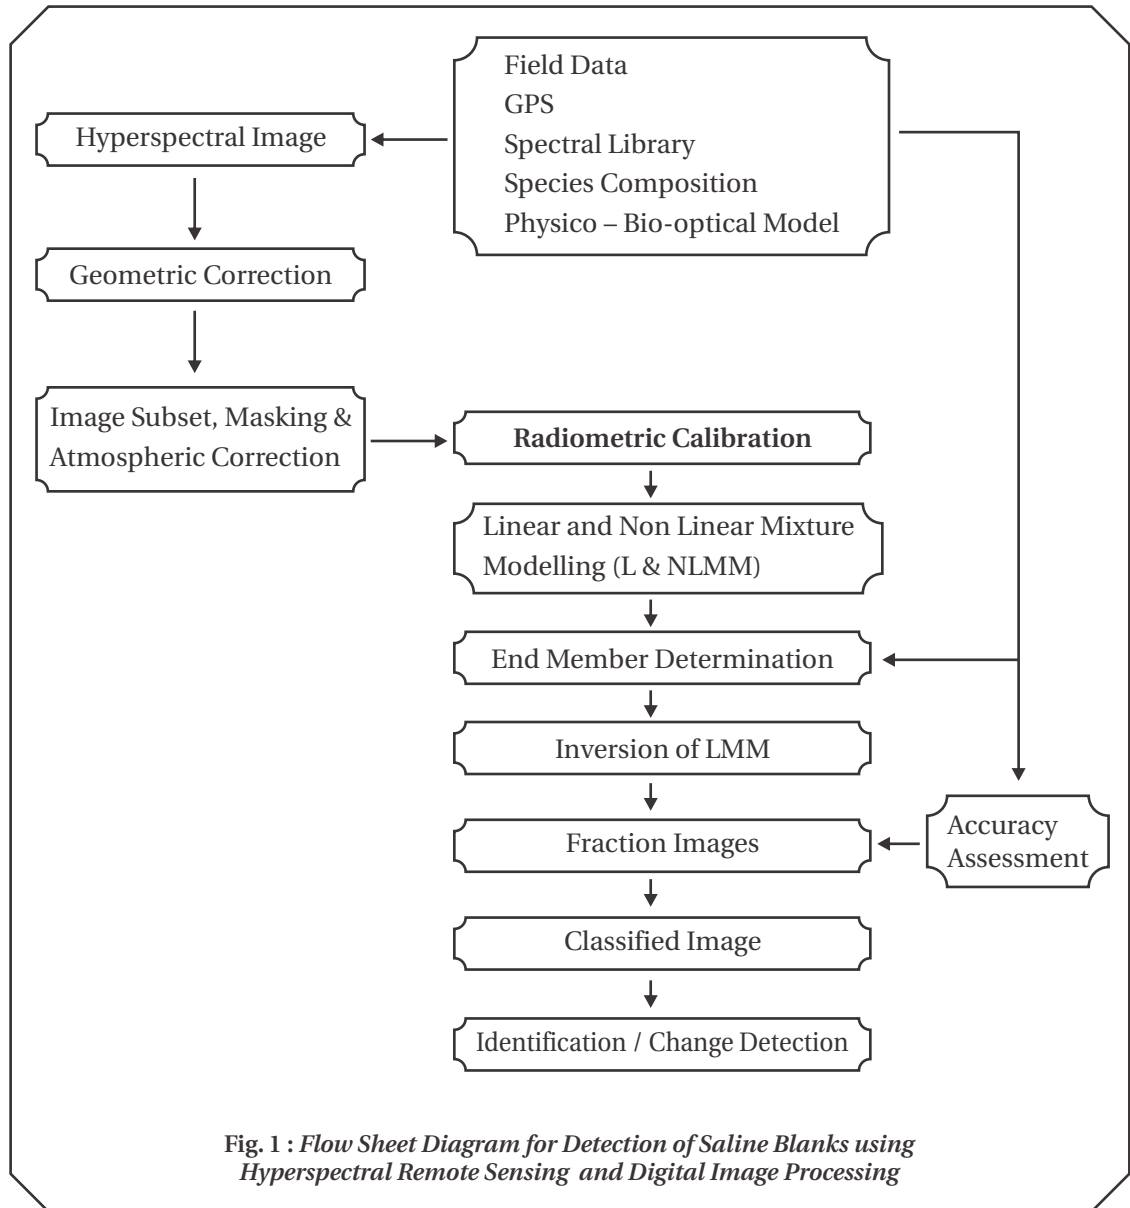 Field Data
GPS
Spectral Library
Species Composition
Physico – Bio-optical Model
Hyperspectral Image
Geometric Correction
Image Subset, Masking &
Atmospheric Correction
Radiometric Calibration
Linear and Non Linear Mixture
Modelling (L & NLMM)
End Member Determination
Inversion of LMM
Fraction Images
Accuracy
Assessment
Classified Image
Identification / Change Detection
Fig. 1 : Flow Sheet Diagram for Detection of Saline Blanks using
Hyperspectral Remote Sensing and Digital Image Processing